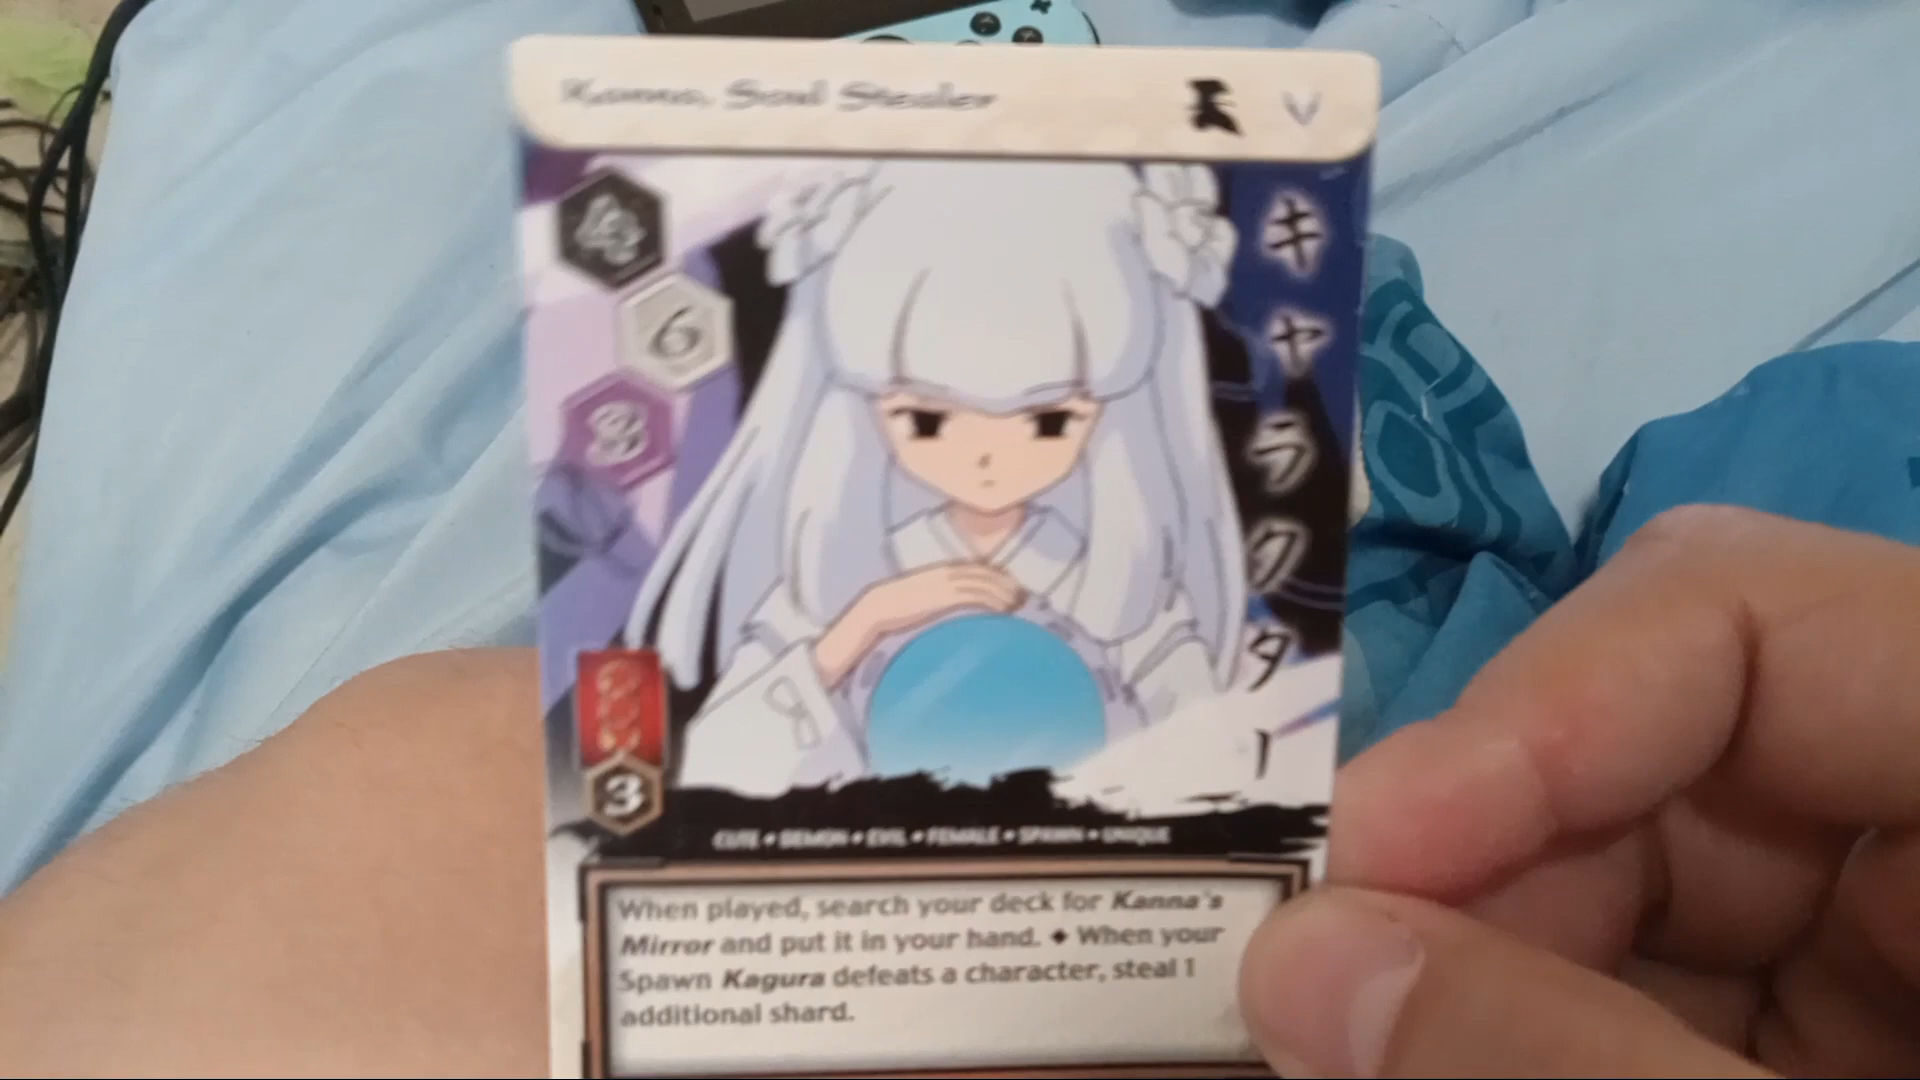 Kanna, Soul Stealer
6
3
キャラクター
3
CUTE • DEMON • EVIL • FEMALE • SPAWN • UNIQUE
When played, search your deck for Kanna's
Mirror and put it in your hand. ◆ When your
Spawn Kagura defeats a character, steal 1
additional shard.